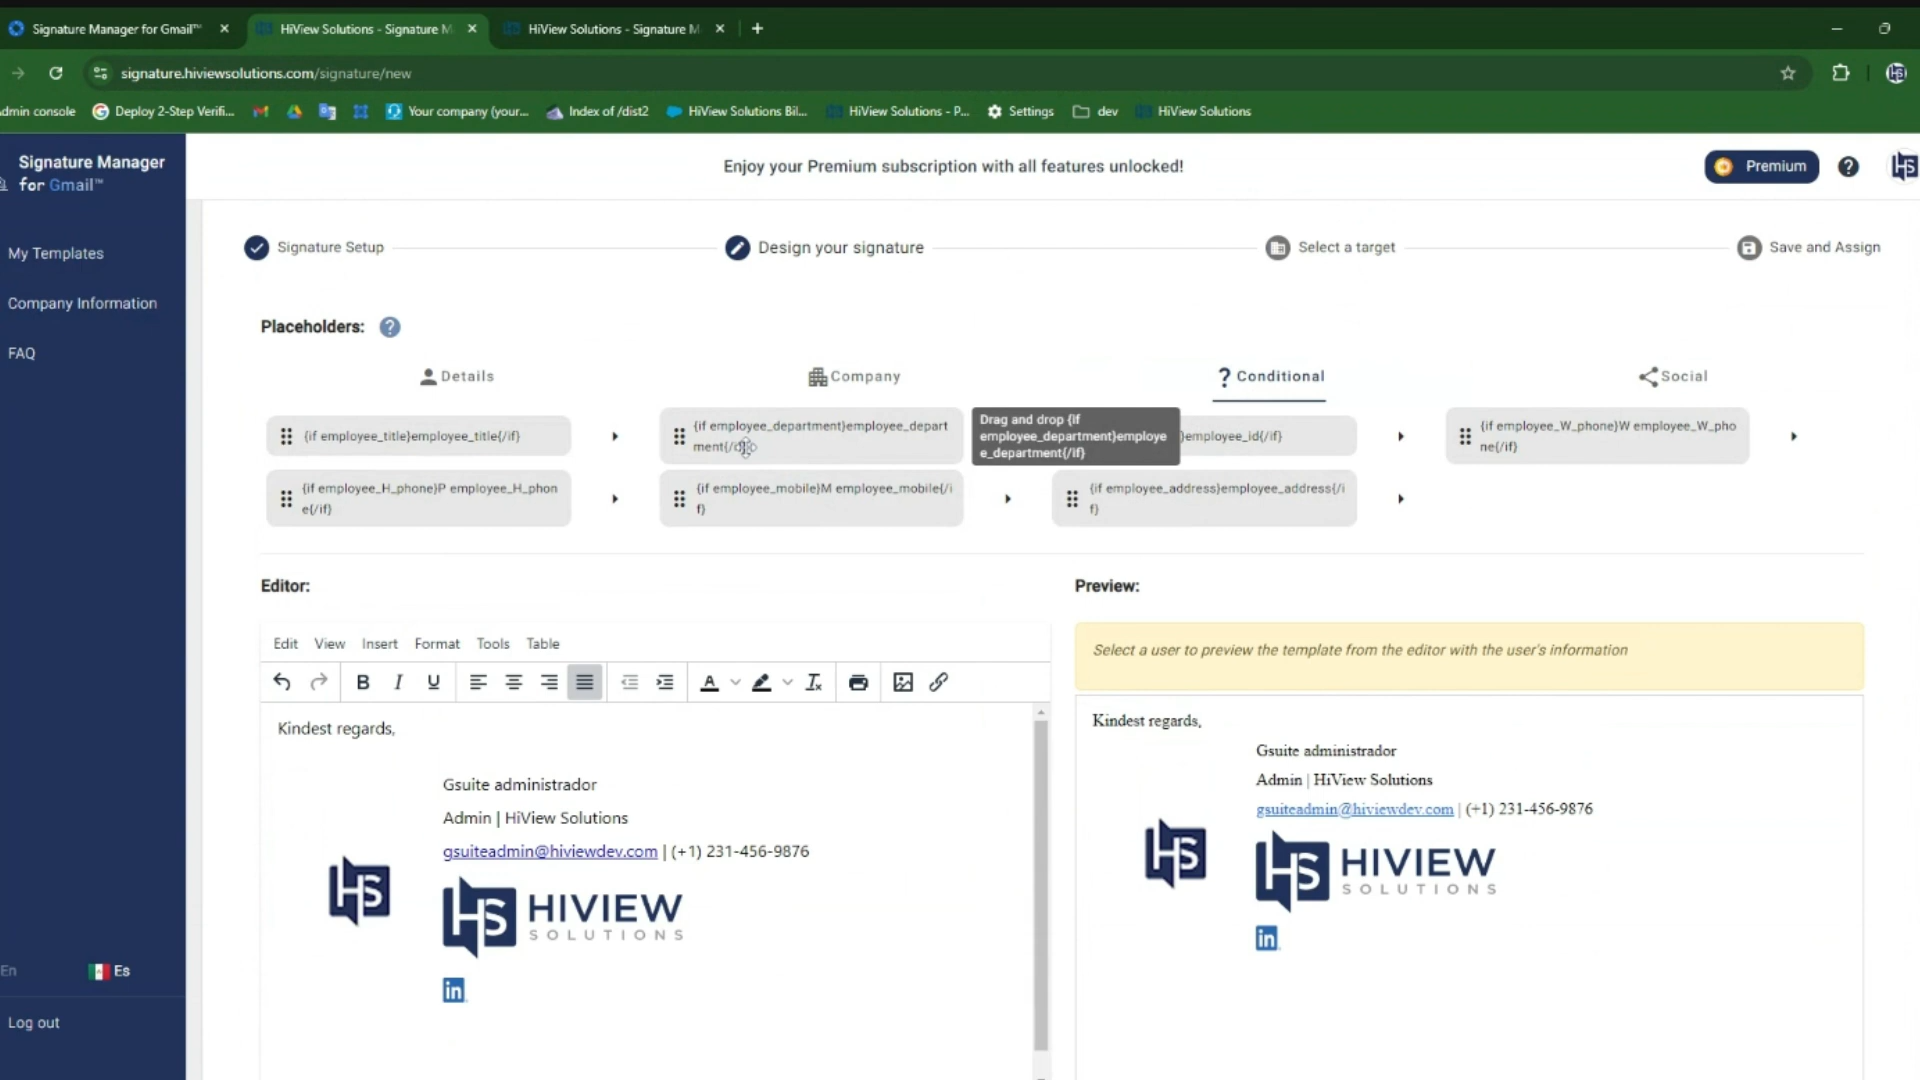 Signature Manager for Gmail™
HiView Solutions - Signature M
HiView Solutions - Signature M
signature.hiviewsolutions.com/signature/new
dmin console
Deploy 2-Step Verifi...
Your company (your...
Index of /dist2
HiView Solutions Bil...
HiView Solutions - P...
Settings
dev
HiView Solutions
Signature Manager
for Gmail™
Enjoy your Premium subscription with all features unlocked!
Premium
My Templates
Company Information
FAQ
Signature Setup
Design your signature
Select a target
Save and Assign
Placeholders:
Details
Company
Conditional
Social
{if employee_title}employee_title{/if}
{if employee_department}employee_depart
ment{/if}
Drag and drop {if
employee_department}employe
e_department{/if}
}employee_id{/if}
{if employee_W_phone}W employee_W_pho
ne{/if}
{if employee_H_phone}P employee_H_phon
e{/if}
{if employee_mobile}M employee_mobile{/i
f}
{if employee_address}employee_address{/i
f}
Editor:
Edit
View
Insert
Format
Tools
Table
Kindest regards,
Gsuite administrador
Admin | HiView Solutions
gsuiteadmin@hiviewdev.com | (+1) 231-456-9876
HS
HS
HIVIEW
SOLUTIONS
in
Preview:
Select a user to preview the template from the editor with the user's information
Kindest regards,
Gsuite administrador
Admin | HiView Solutions
gsuiteadmin@hiviewdev.com | (+1) 231-456-9876
HS
HS
HIVIEW
SOLUTIONS
in
En
Es
Log out